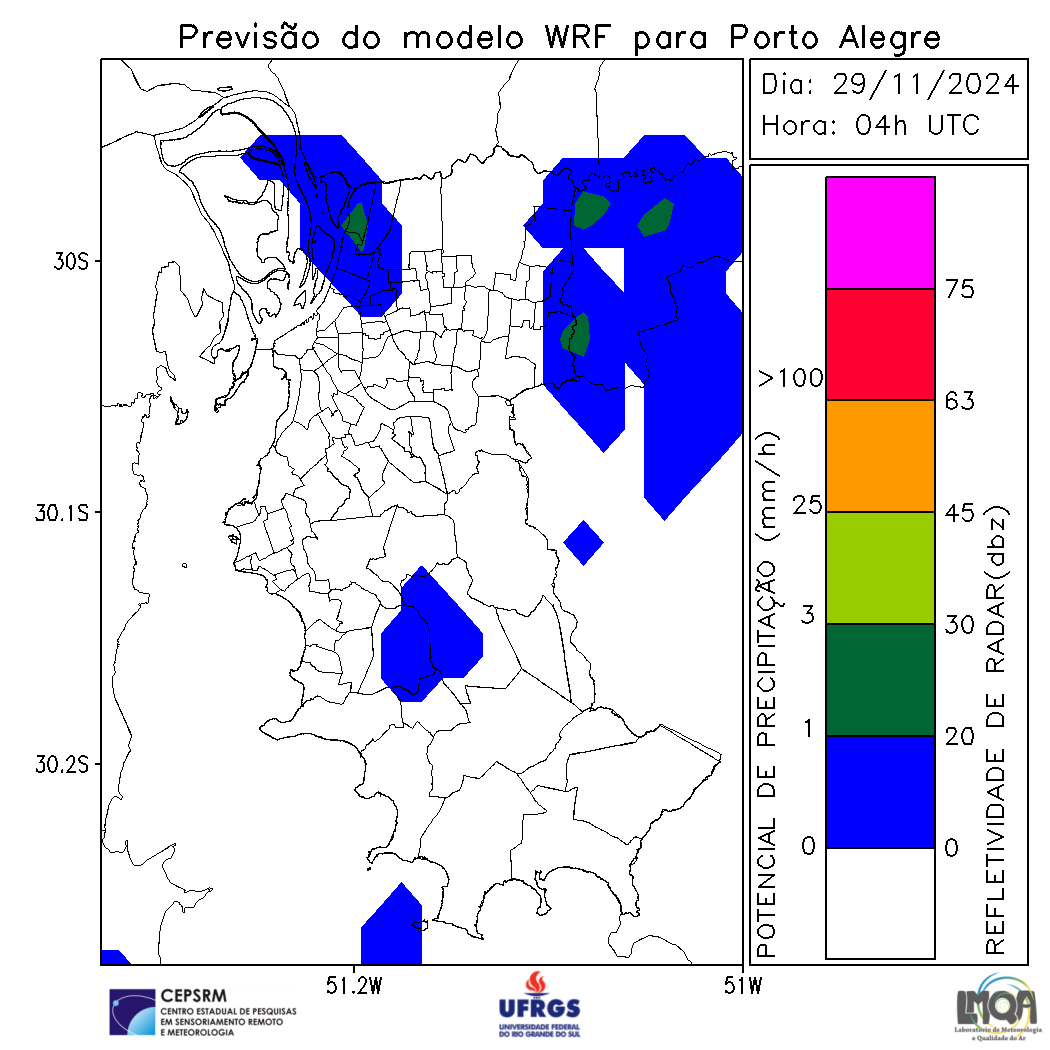 Previsão do modelo WRF para Porto Alegre
Dia: 29/11/2024
Hora: 04h UTC
30S
30.1S
30.2S
51.2W
51W
POTENCIAL DE PRECIPITAÇÃO (mm/h)
>100
25
3
1
0
75
63
45
30
20
0
REFLETIVIDADE DE RADAR(dbz)
CEPSRM
CENTRO ESTADUAL DE PESQUISAS
EM SENSORIAMENTO REMOTO
E METEOROLOGIA
UFRGS
UNIVERSIDADE FEDERAL
DO RIO GRANDE DO SUL
LMQA
Laboratório de Meteorologia
e Qualidade do Ar